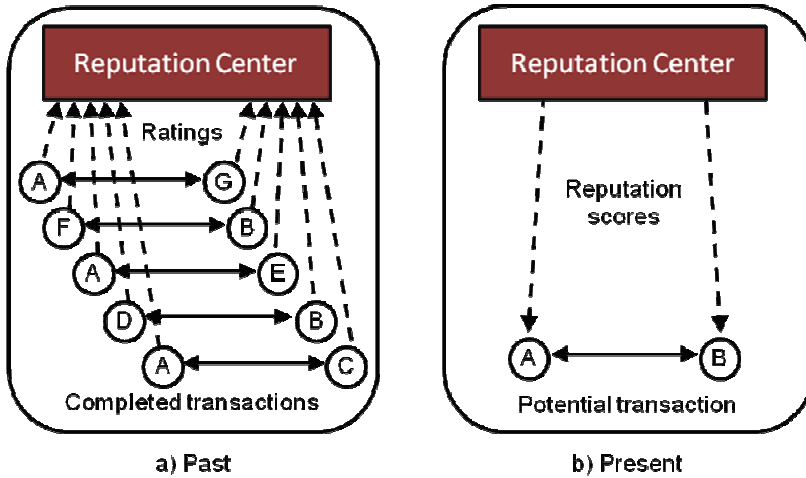 Reputation Center
Ratings
A G
F B
A E
D B
A C
Completed transactions
a) Past
Reputation Center
Reputation
scores
A B
Potential transaction
b) Present